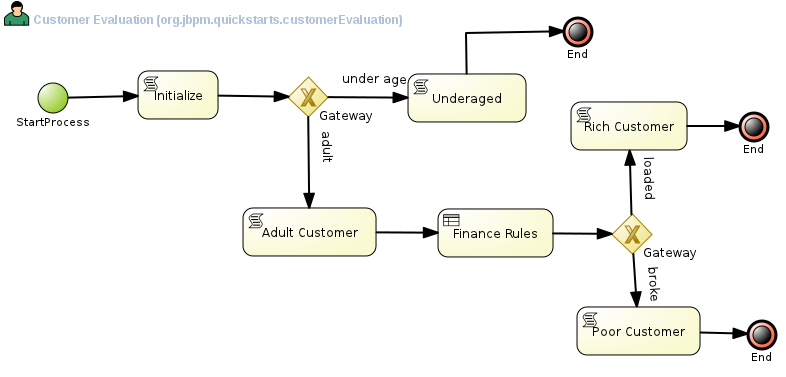 Customer Evaluation (org.jbpm.quickstarts.customerEvaluation)
End
under age
Initialize
Underaged
StartProcess
Gateway
Rich Customer
End
adult
loaded
Adult Customer
Finance Rules
Gateway
broke
Poor Customer
End